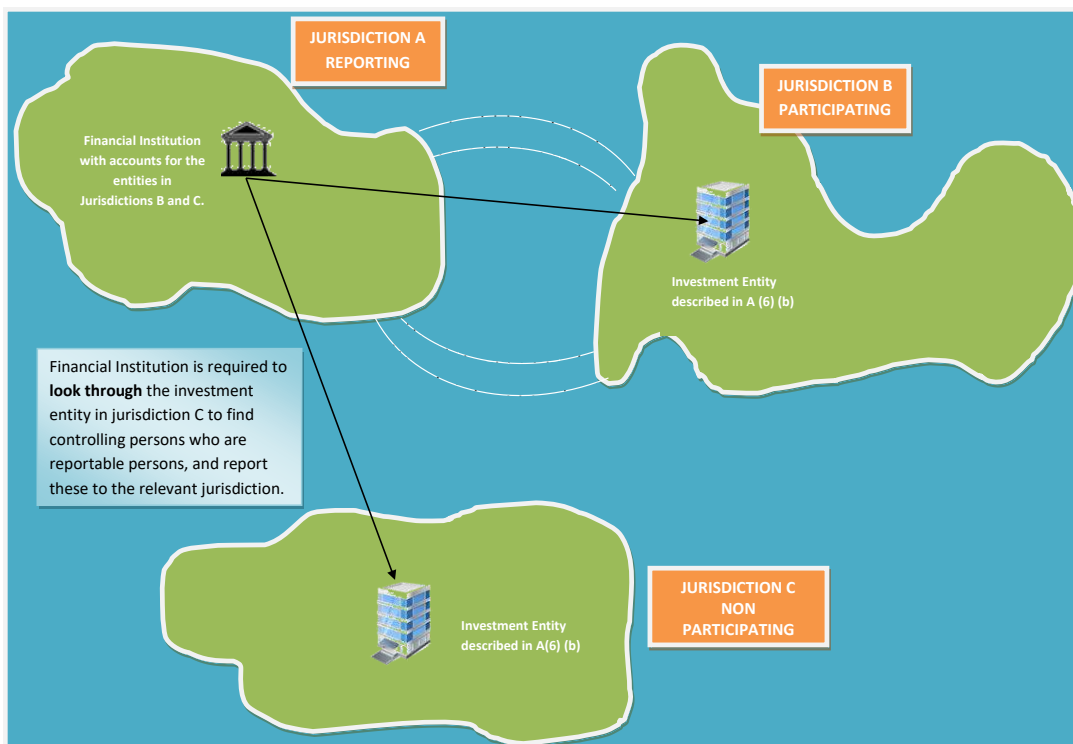 JURISDICTION A
REPORTING
JURISDICTION B
PARTICIPATING
Financial Institution
with accounts for the
entities in
Jurisdictions B and C.
Investment Entity
described in A (6) (b)
Financial Institution is required to
look through the investment
entity in jurisdiction C to find
controlling persons who are
reportable persons, and report
these to the relevant jurisdiction.
JURISDICTION C
NON
PARTICIPATING
Investment Entity
described in A(6) (b)